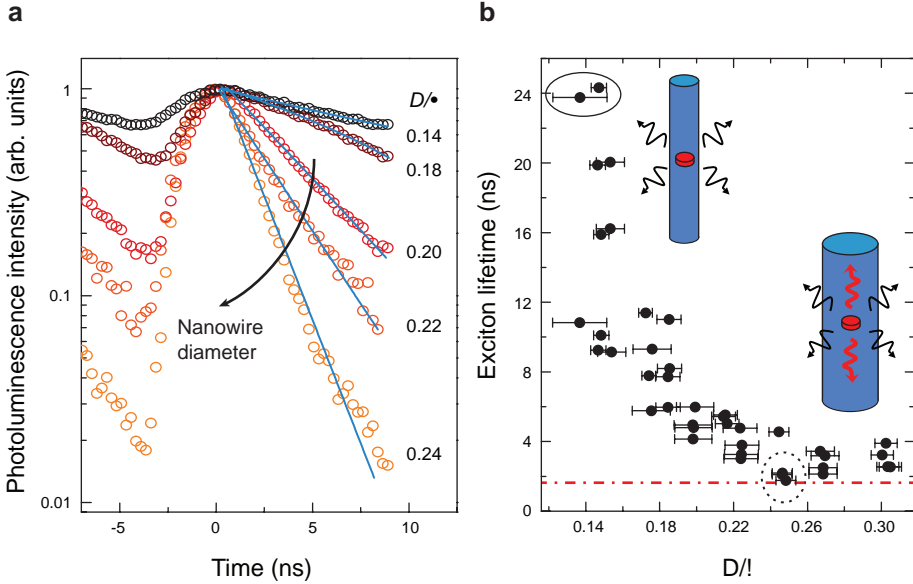 a
Photoluminescence intensity (arb. units)
1
0.1
0.01
-5
0
5
10
Time (ns)
D/•
0.14
0.18
0.20
0.22
0.24
Nanowire
diameter
b
Exciton lifetime (ns)
24
20
16
12
8
4
2
0
0.14
0.18
0.22
0.26
0.30
D/!